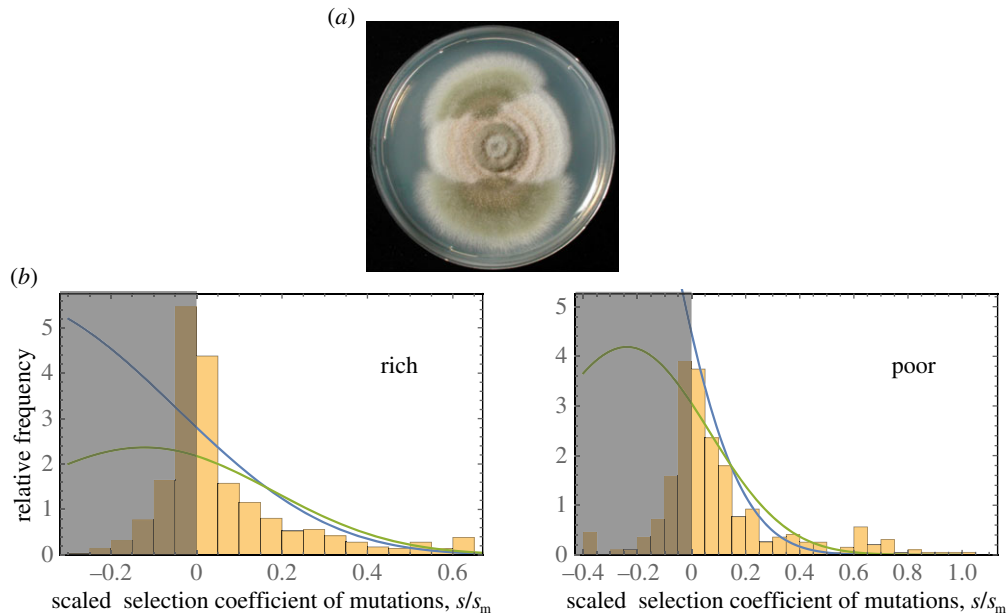 (a)
(b)
rich
poor
relative frequency
5
4
3
2
1
0
−0.2 0 0.2 0.4 0.6
scaled selection coefficient of mutations, s/sm
5
4
3
2
1
0
−0.4 −0.2 0 0.2 0.4 0.6 0.8 1.0
scaled selection coefficient of mutations, s/sm